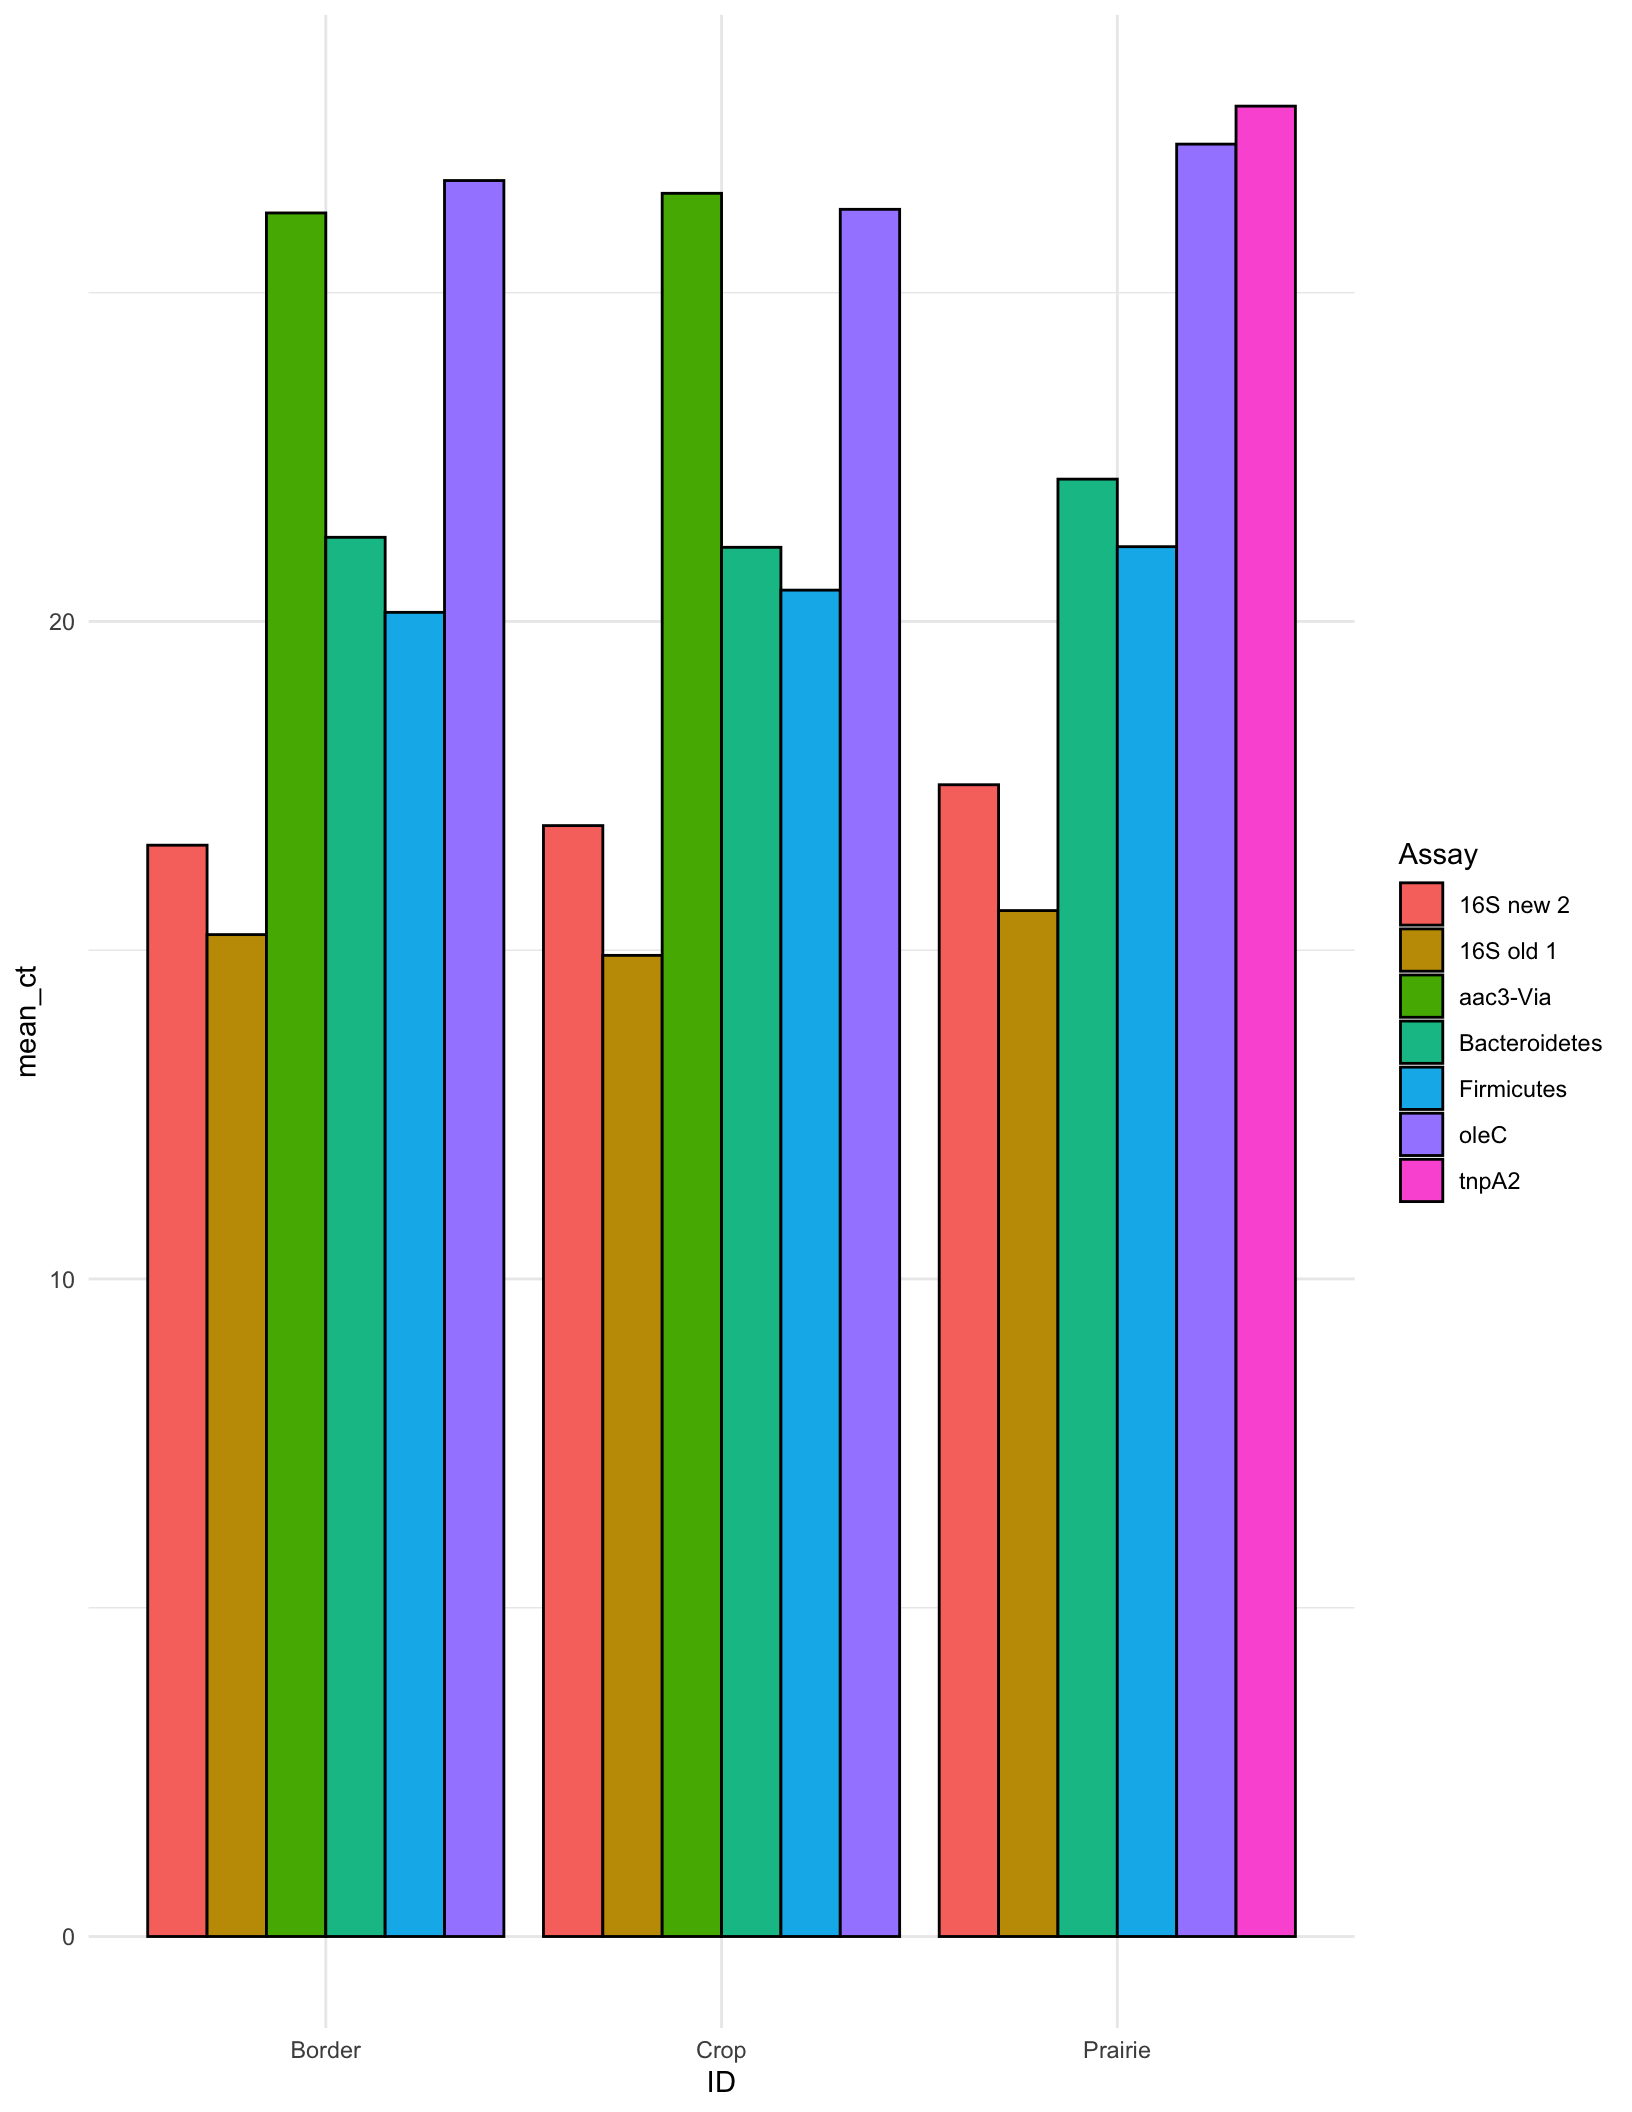 mean_ct
20
10
0
Border
Crop
Prairie
ID
Assay
16S new 2
16S old 1
aac3-Via
Bacteroidetes
Firmicutes
oleC
tnpA2